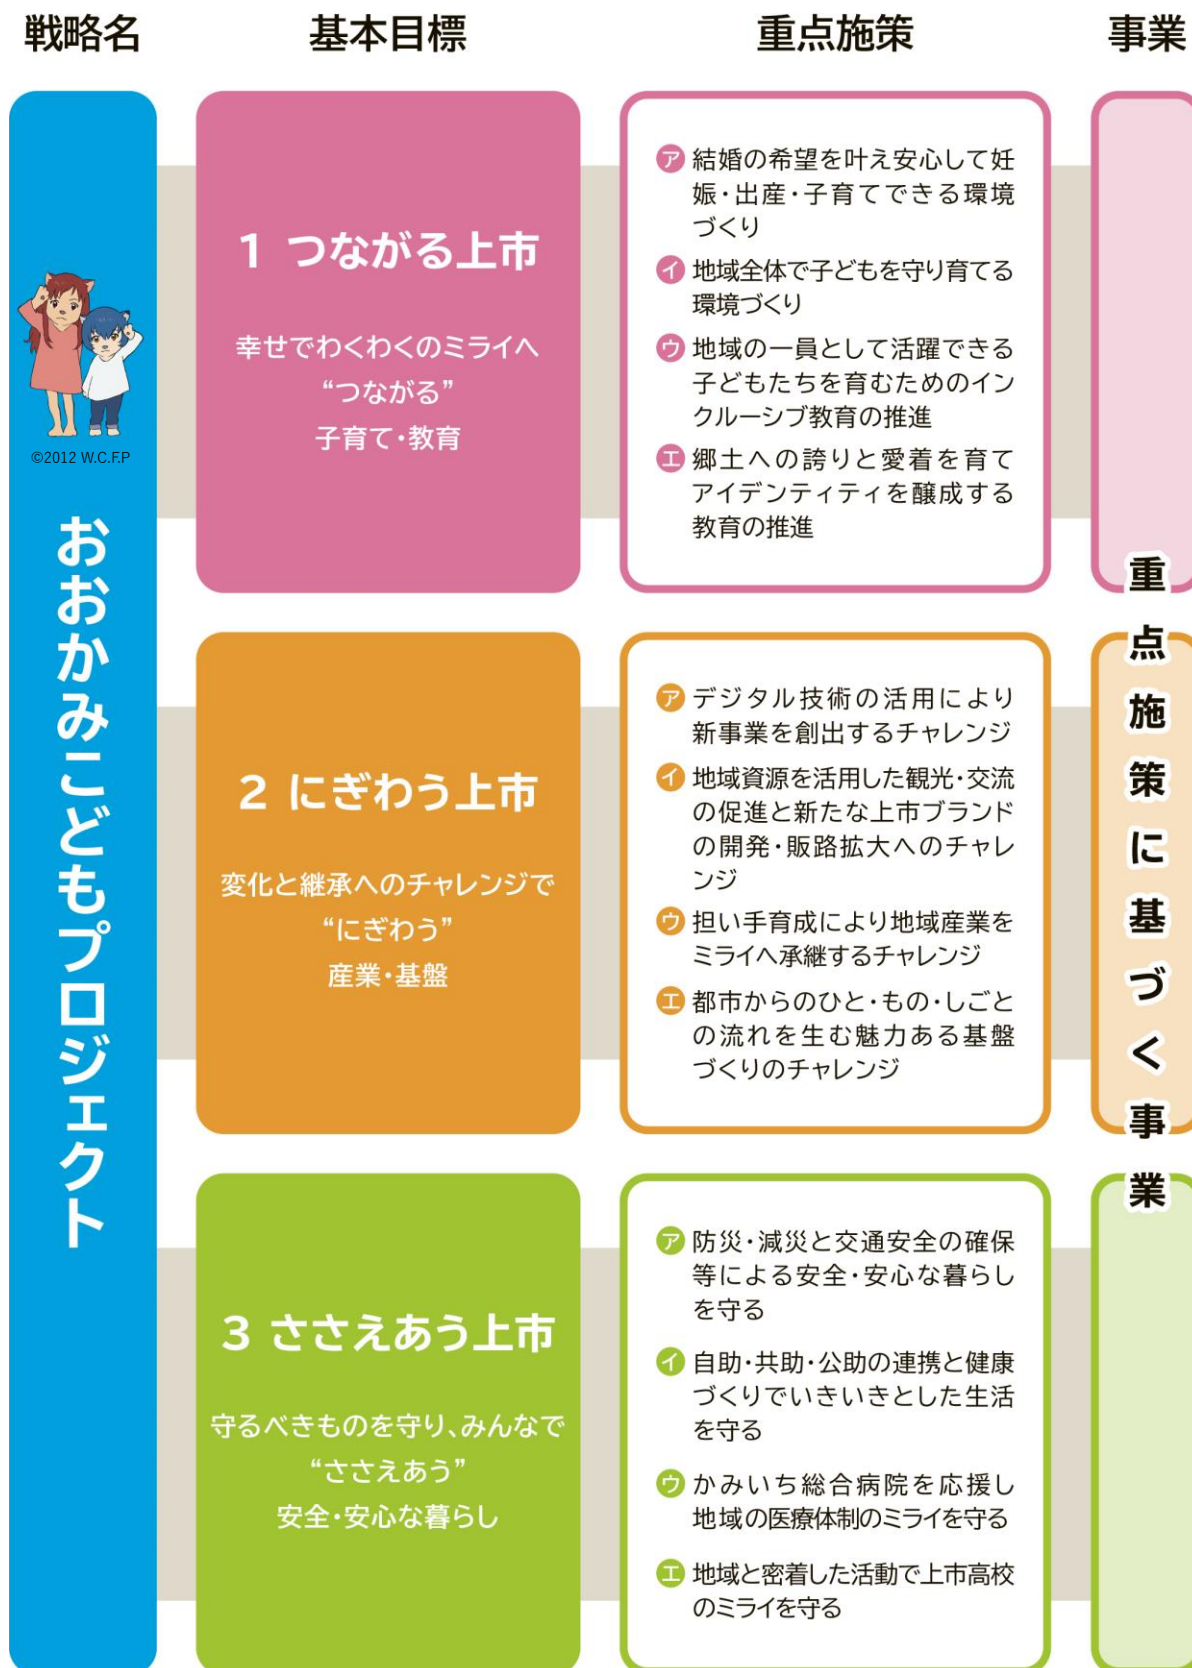 戦略名
基本目標
重点施策
事業
©2012 W.C.F.P
おおかみこどもプロジェクト
1 つながる上市
幸せでわくわくのミライへ
“つながる”
子育て・教育
ア 結婚の希望を叶え安心して妊
娠・出産・子育てできる環境
づくり
イ 地域全体で子どもを守り育てる
環境づくり
ウ 地域の一員として活躍できる
子どもたちを育むためのイン
クルーシブ教育の推進
エ 郷土への誇りと愛着を育て
アイデンティティを醸成する
教育の推進
2 にぎわう上市
変化と継承へのチャレンジで
“にぎわう”
産業・基盤
ア デジタル技術の活用により
新事業を創出するチャレンジ
イ 地域資源を活用した観光・交流
の促進と新たな上市ブランド
の開発・販路拡大へのチャレ
ンジ
ウ 担い手育成により地域産業を
ミライへ承継するチャレンジ
エ 都市からのひと・もの・しごと
の流れを生む魅力ある基盤
づくりのチャレンジ
3 ささえあう上市
守るべきものを守り、みんなで
“ささえあう”
安全・安心な暮らし
ア 防災・減災と交通安全の確保
等による安全・安心な暮らし
を守る
イ 自助・共助・公助の連携と健康
づくりでいきいきとした生活
を守る
ウ かみいち総合病院を応援し
地域の医療体制のミライを守る
エ 地域と密着した活動で上市高校
のミライを守る
重点施策に基づく事業